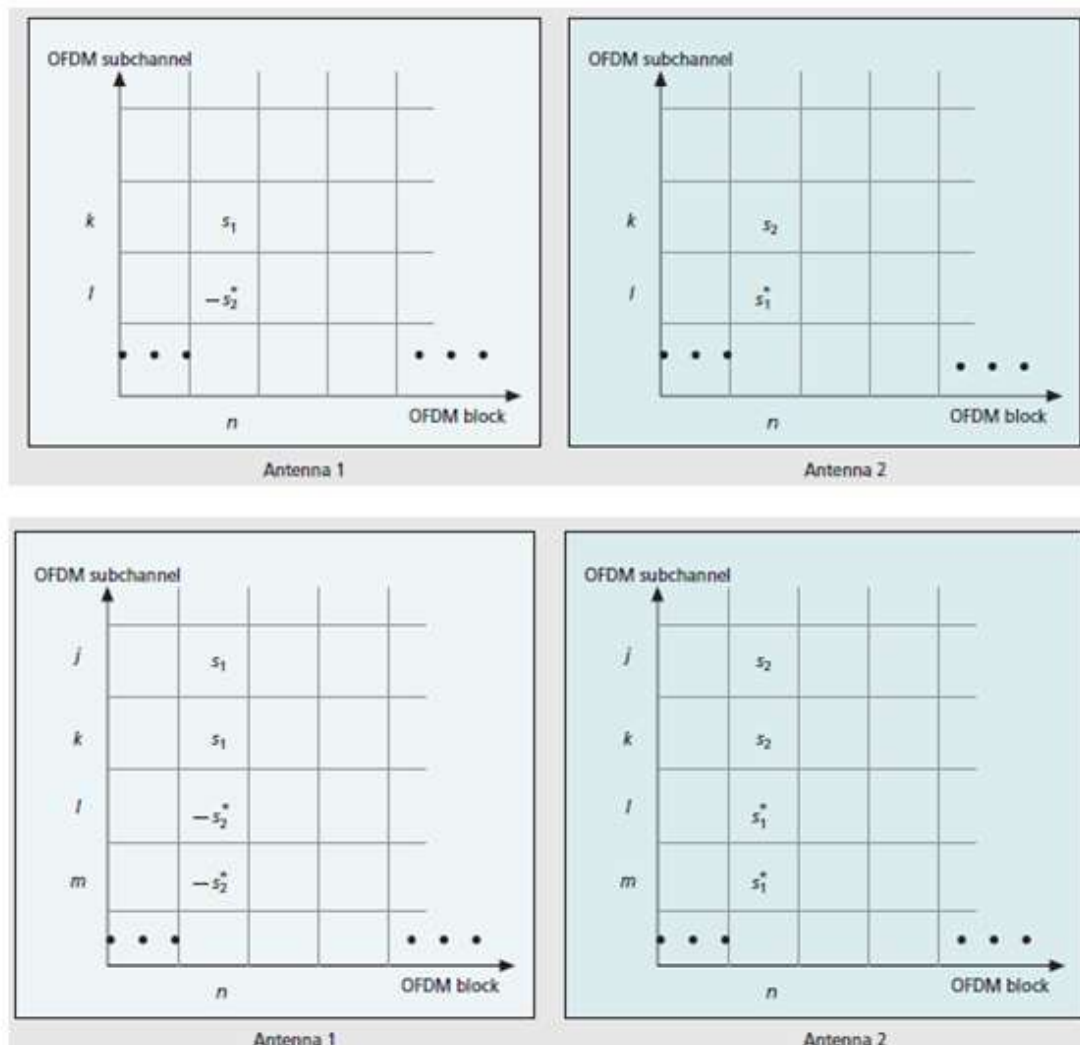 OFDM subchannel
OFDM subchannel
k s₁
k s₂
l −s₂*
l s₁*
n OFDM block
n OFDM block
Antenna 1
Antenna 2
OFDM subchannel
OFDM subchannel
j s₁
j s₂
k s₁
k s₂
l −s₂*
l s₁*
m −s₂*
m s₁*
n OFDM block
n OFDM block
Antenna 1
Antenna 2